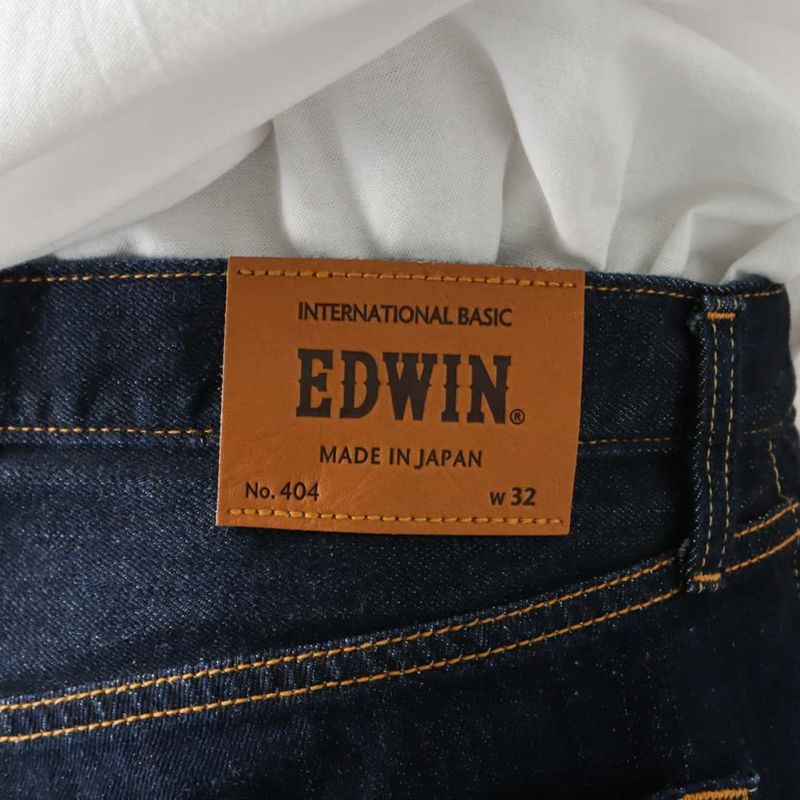 INTERNATIONAL BASIC
EDWIN®
MADE IN JAPAN
No. 404 w 32